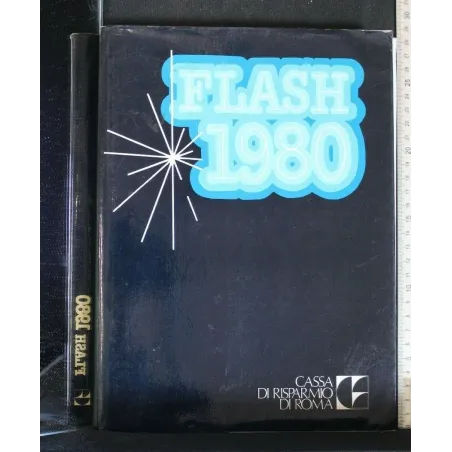 FLASH
1980
CASSA
DI RISPARMIO
DI ROMA
FLASH 1980